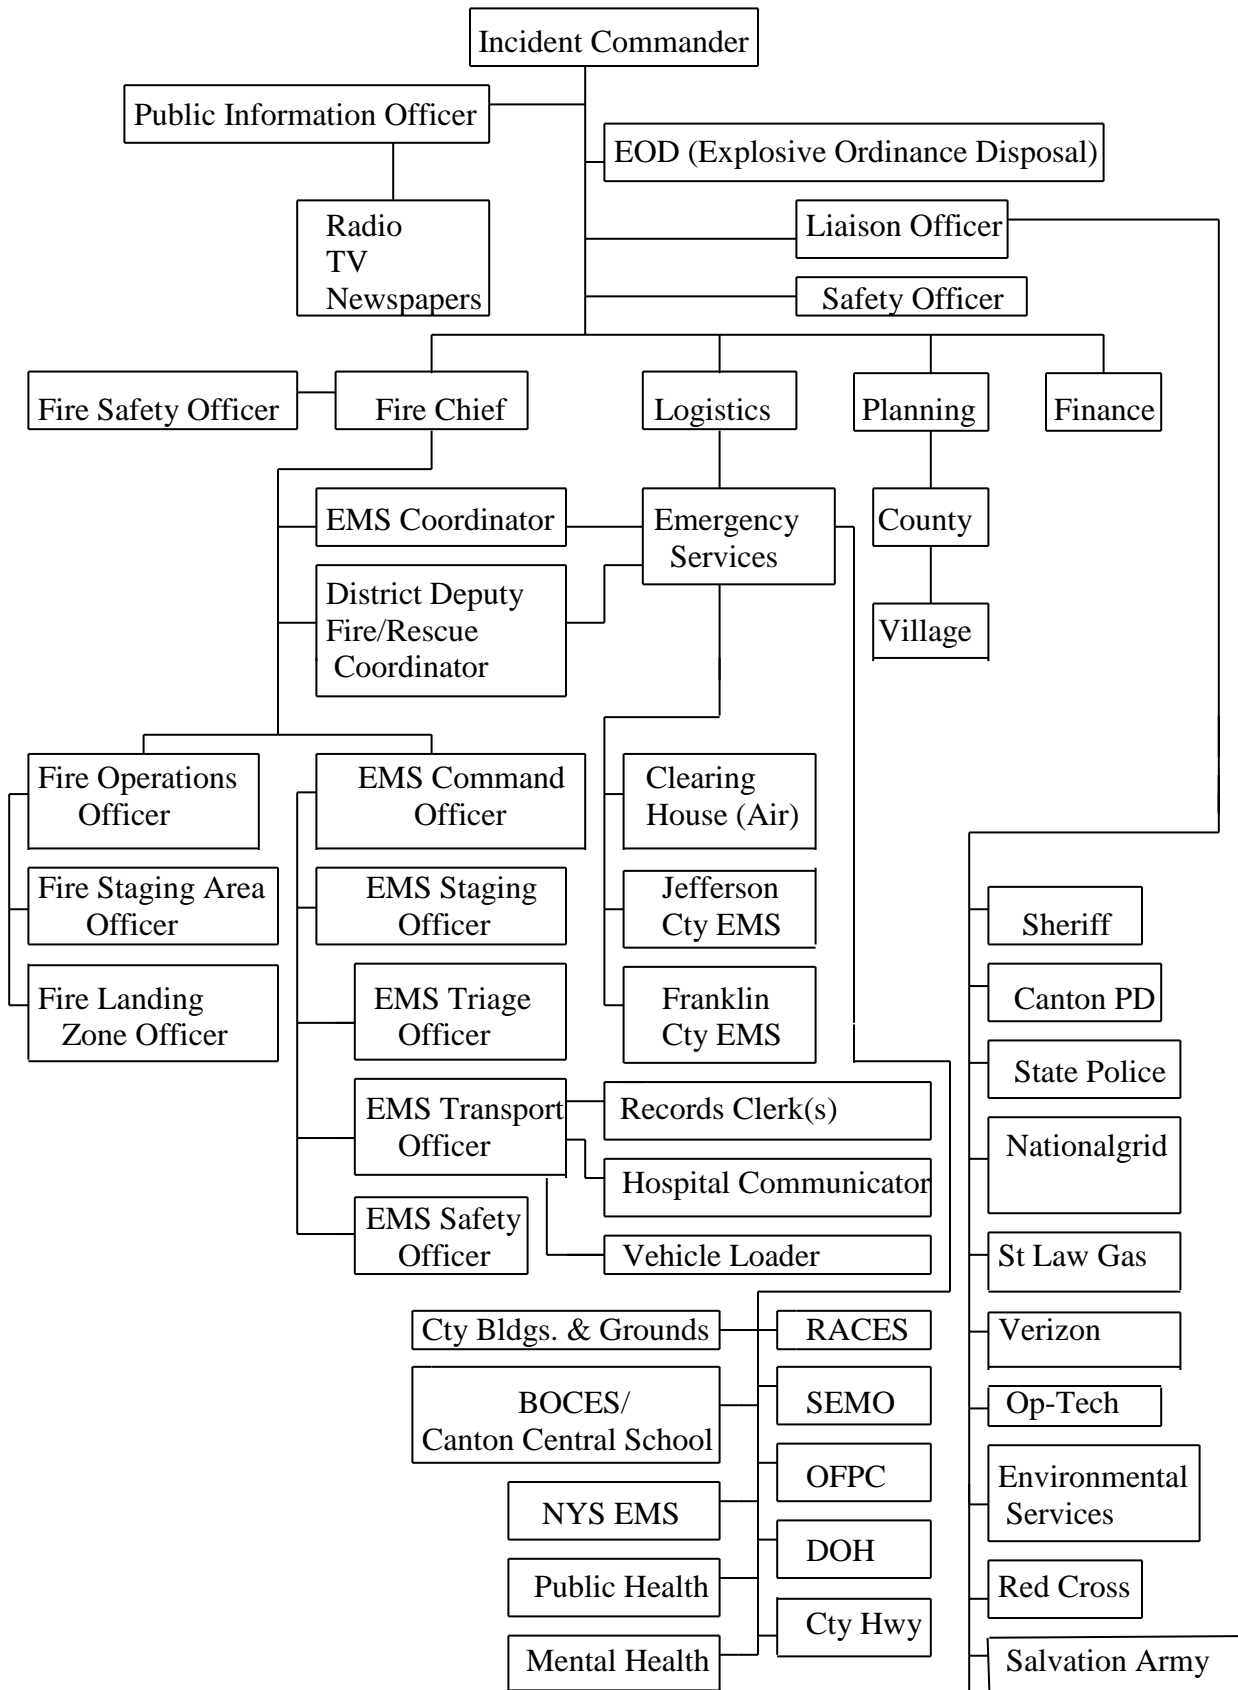 Incident Commander
Public Information Officer
EOD (Explosive Ordinance Disposal)
Radio
TV
Newspapers
Liaison Officer
Safety Officer
Fire Safety Officer
Fire Chief
Logistics
Planning
Finance
EMS Coordinator
Emergency
Services
County
District Deputy
Fire/Rescue
Coordinator
Village
Fire Operations
Officer
EMS Command
Officer
Clearing
House (Air)
Fire Staging Area
Officer
EMS Staging
Officer
Jefferson
Cty EMS
Sheriff
Fire Landing
Zone Officer
EMS Triage
Officer
Franklin
Cty EMS
Canton PD
State Police
EMS Transport
Officer
Records Clerk(s)
Nationalgrid
Hospital Communicator
EMS Safety
Officer
Vehicle Loader
St Law Gas
Cty Bldgs. & Grounds
RACES
Verizon
BOCES/
Canton Central School
SEMO
Op-Tech
NYS EMS
OFPC
Environmental
Services
Public Health
DOH
Red Cross
Mental Health
Cty Hwy
Salvation Army